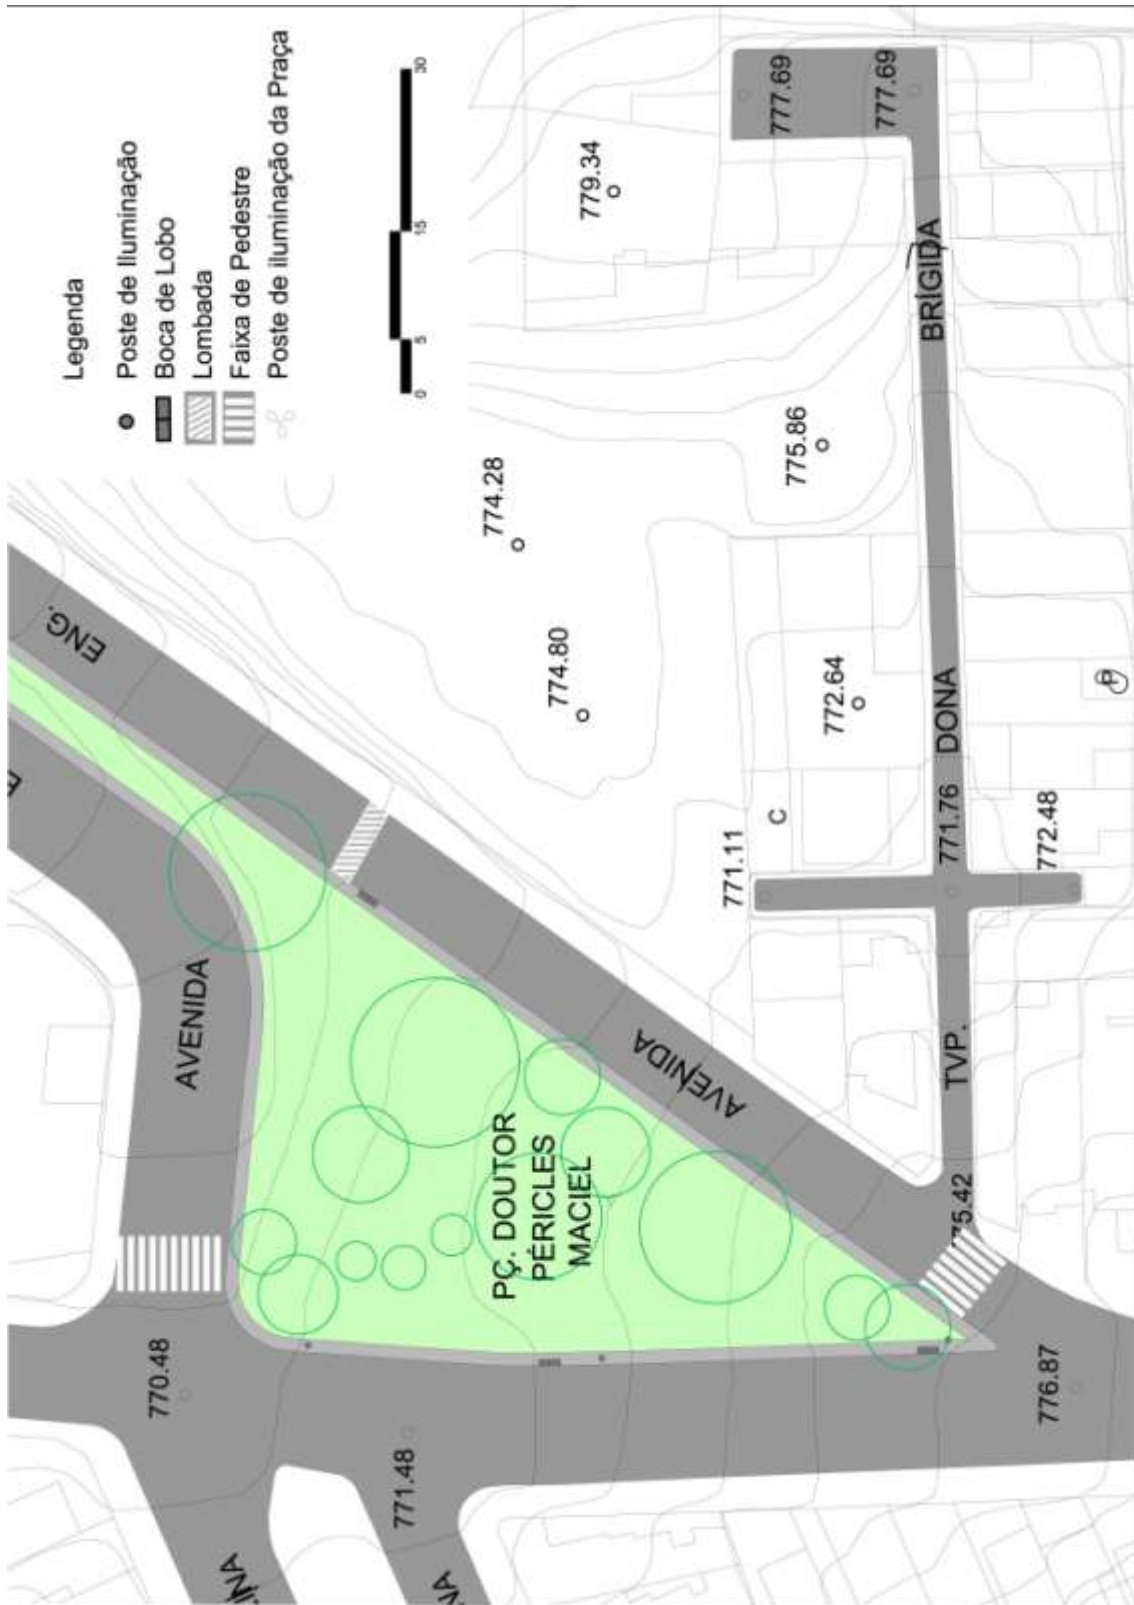 Legenda
Poste de Iluminação
Boca de Lobo
Lombada
Faixa de Pedestre
Poste de iluminação da Praça
0 5 15 30
ENG.
E
AVENIDA
AVENIDA
PÇ. DOUTOR
PÉRICLES
MACIEL
774.28
774.80
779.34
777.69
777.69
775.86
772.64
771.11
C
771.76
772.48
P
TVP. DONA BRÍGIDA
75.42
776.87
770.48
771.48
INA
VA